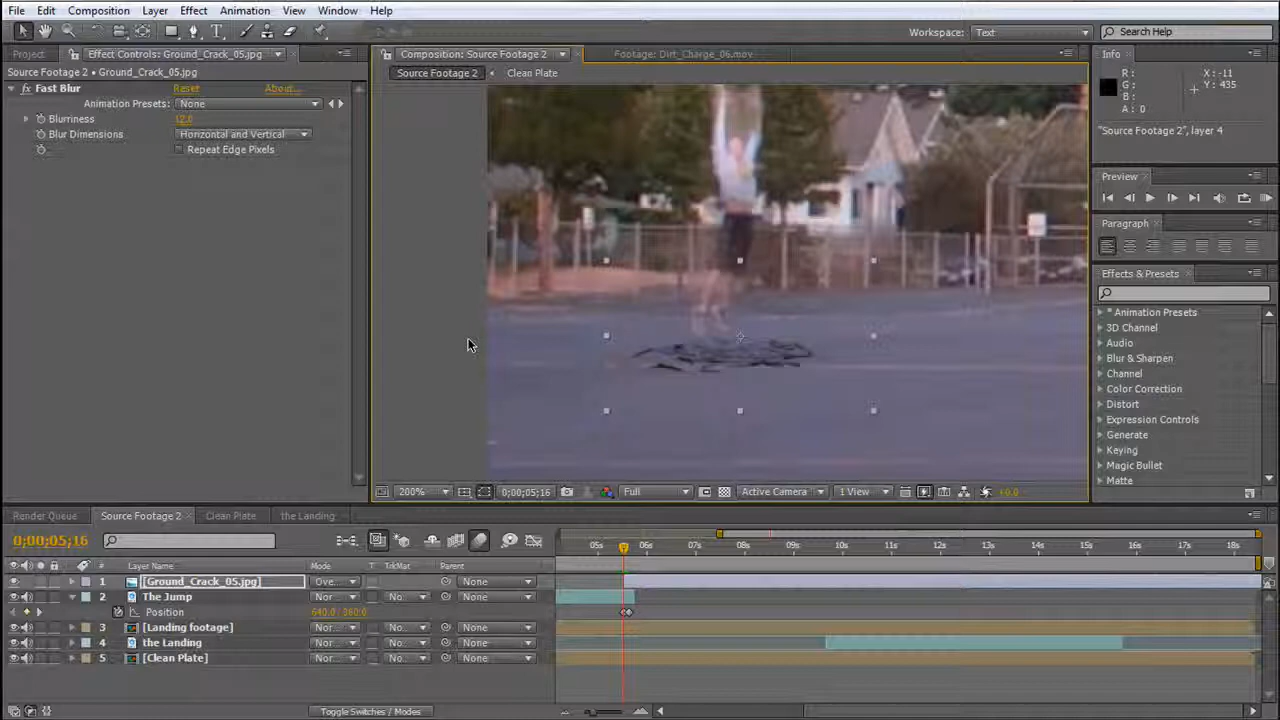 File Edit Composition Layer Effect Animation View Window Help
Workspace: Text Search Help
Project Effect Controls: Ground_Crack_05.jpg
Source Footage 2 • Ground_Crack_05.jpg
fx Fast Blur Reset About...
Animation Presets: None
Blurriness 12.0
Blur Dimensions Horizontal and Vertical
Repeat Edge Pixels
Composition: Source Footage 2 Footage: Dirt_Charge_06.mov
Source Footage 2 Clean Plate
200% 0;00;05;16 Full Active Camera 1 View +0.0
Info
R: X: -11
G: Y: 435
B:
A: 0
"Source Footage 2", layer 4
Preview
Paragraph
Effects & Presets
* Animation Presets
3D Channel
Audio
Blur & Sharpen
Channel
Color Correction
Distort
Expression Controls
Generate
Keying
Magic Bullet
Matte
Render Queue Source Footage 2 Clean Plate the Landing
0;00;05;16
05s 06s 07s 08s 09s 10s 11s 12s 13s 14s 15s 16s 17s 18s
# Layer Name Mode T TrkMat Parent
1 [Ground_Crack_05.jpg] Ove... None
2 The Jump Nor... No... None
Position 640.0, 360.0
3 [Landing footage] Nor... No... None
4 the Landing Nor... No... None
5 [Clean Plate] Nor... No... None
Toggle Switches / Modes